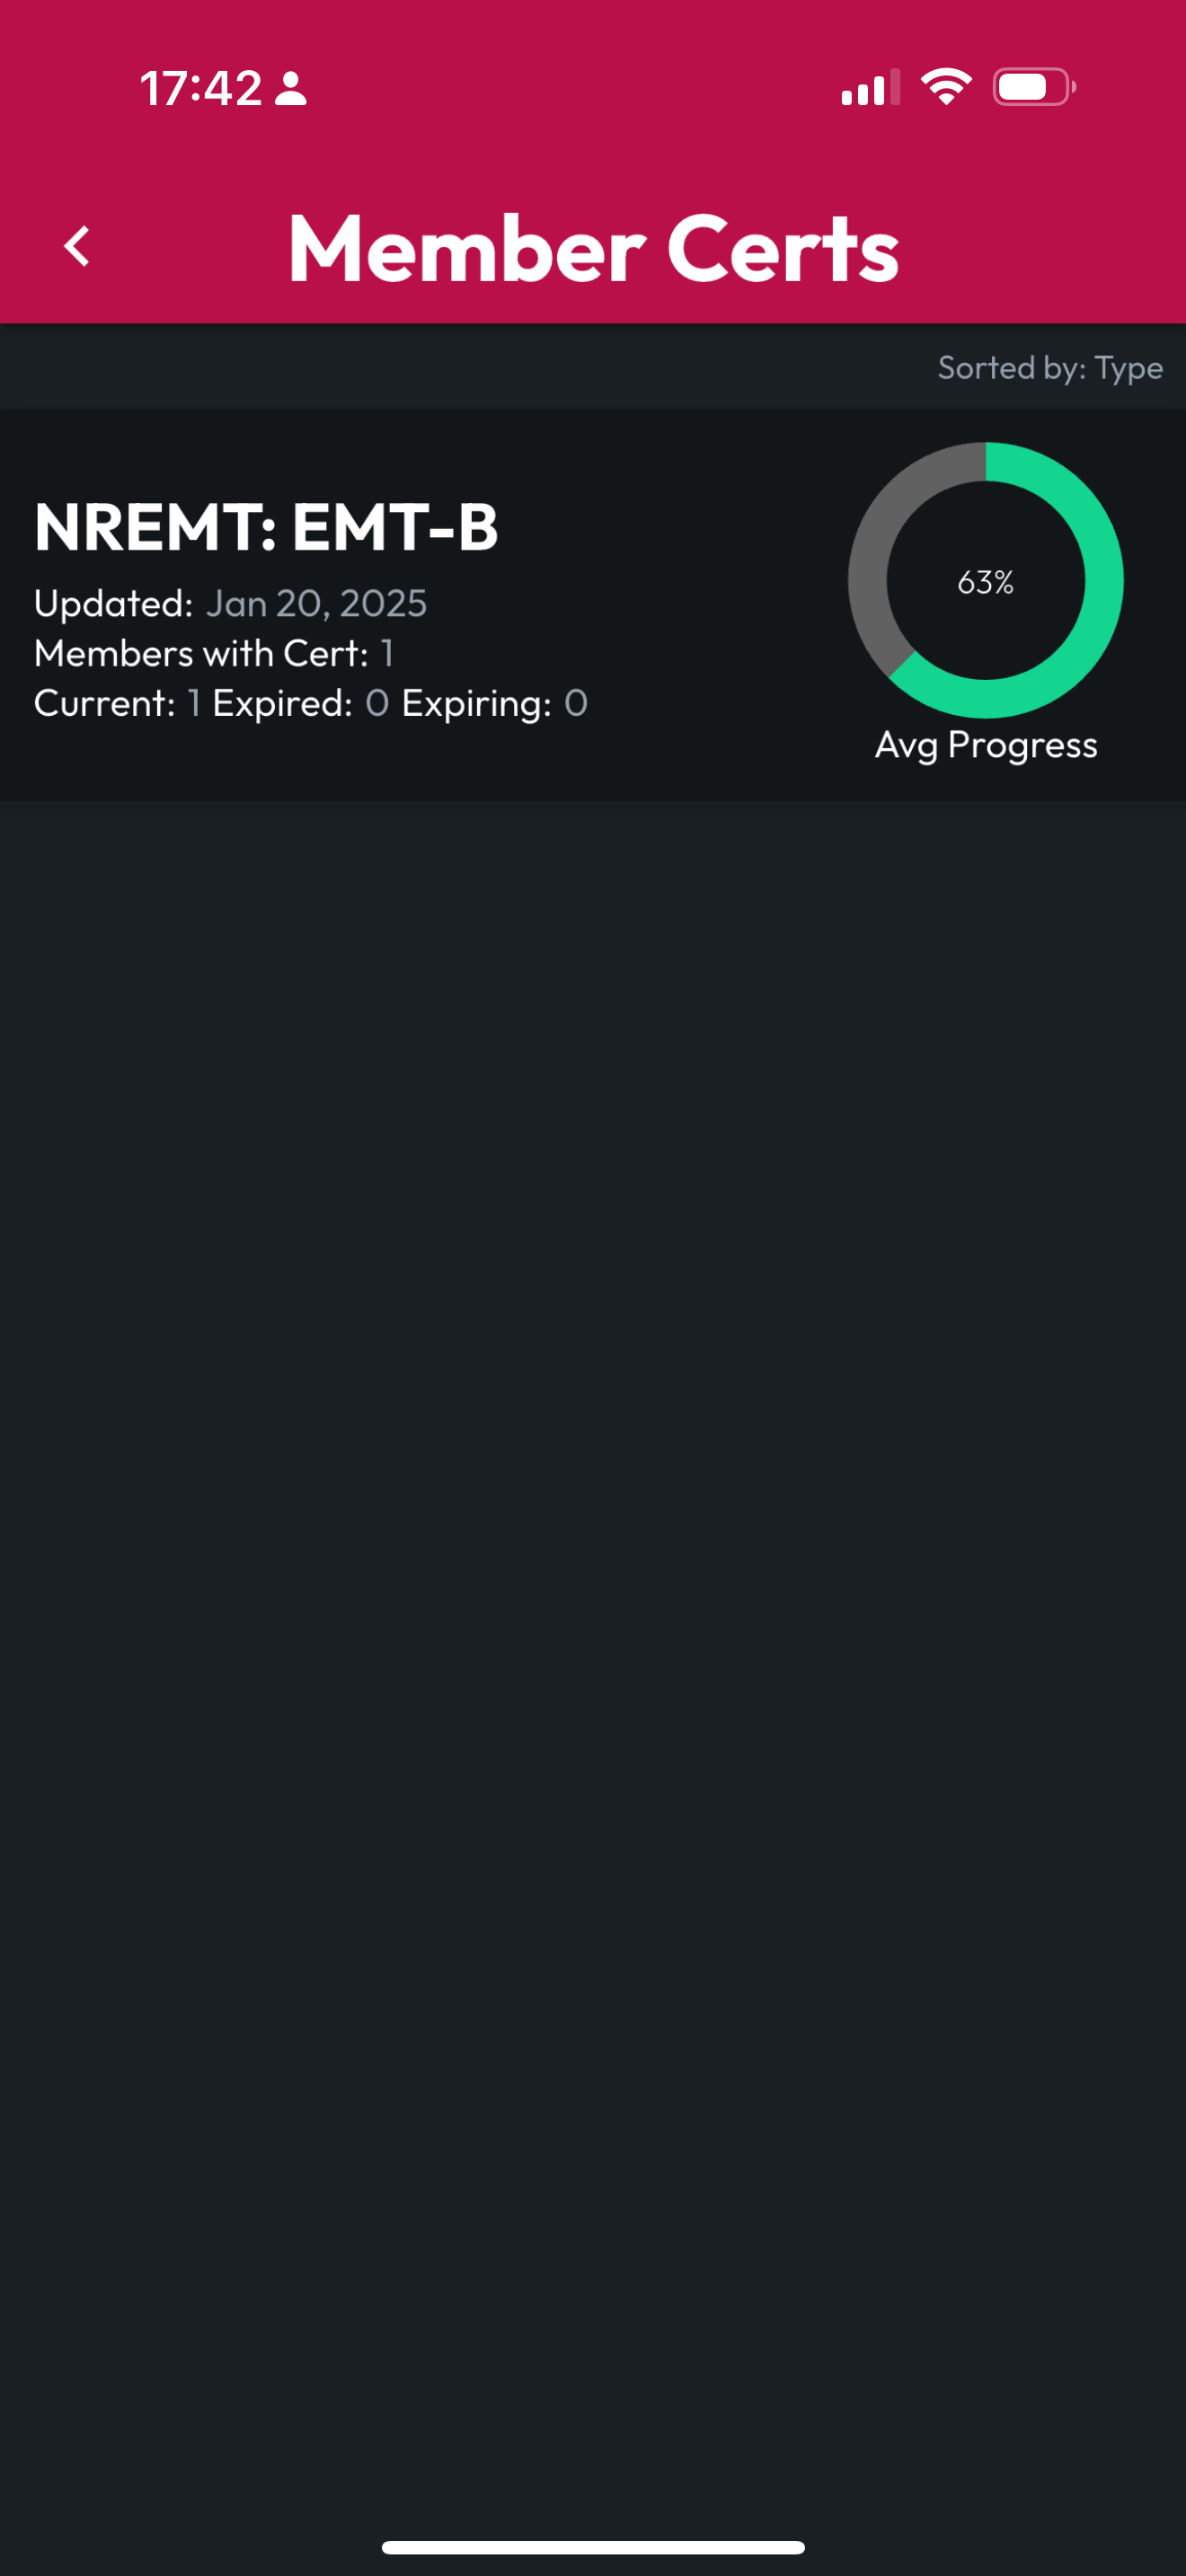 17:42
Member Certs
Sorted by: Type
NREMT: EMT-B
Updated: Jan 20, 2025
Members with Cert: 1
Current: 1 Expired: 0 Expiring: 0
63%
Avg Progress